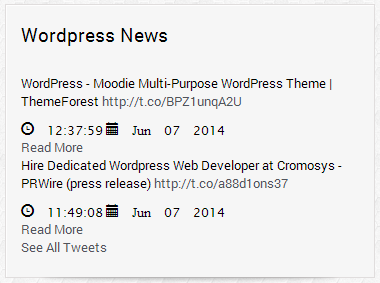 Wordpress News
WordPress - Moodie Multi-Purpose WordPress Theme |
ThemeForest http://t.co/BPZ1unqA2U
12:37:59 Jun 07 2014
Read More
Hire Dedicated Wordpress Web Developer at Cromosys -
PRWire (press release) http://t.co/a88d1ons37
11:49:08 Jun 07 2014
Read More
See All Tweets